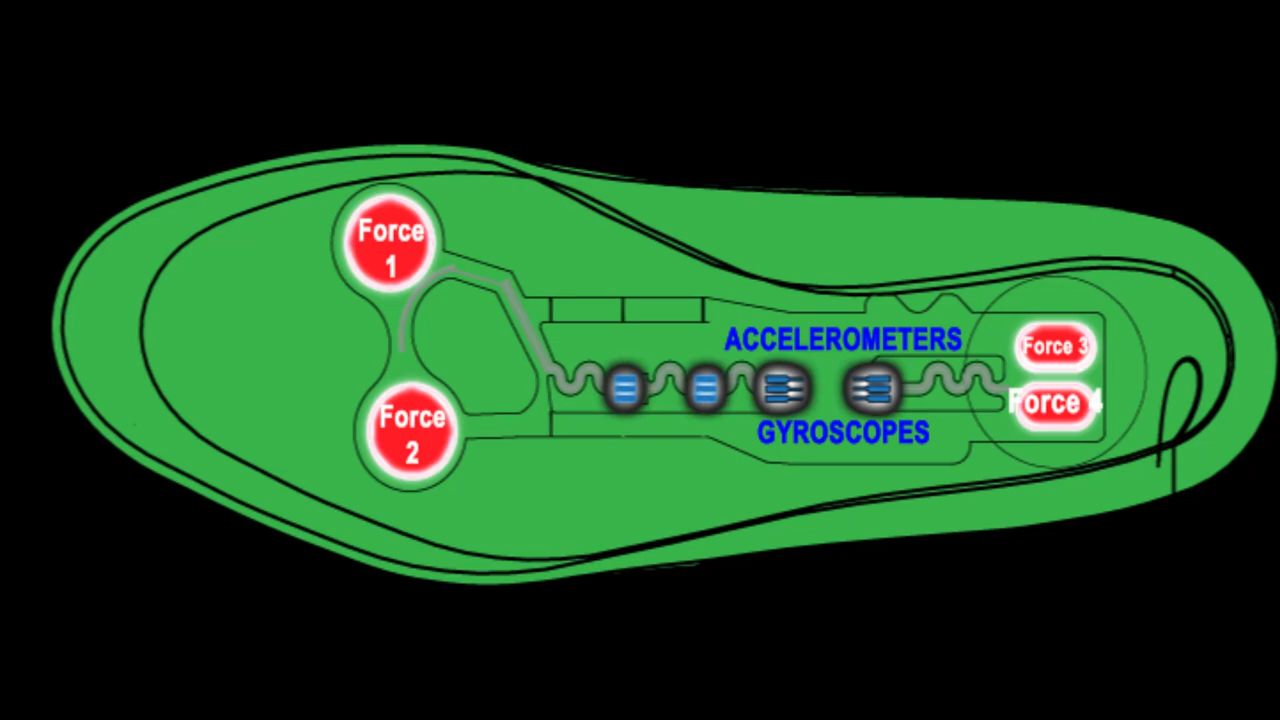 Force
1
ACCELEROMETERS
Force 3
Force 4
Force
2
GYROSCOPES